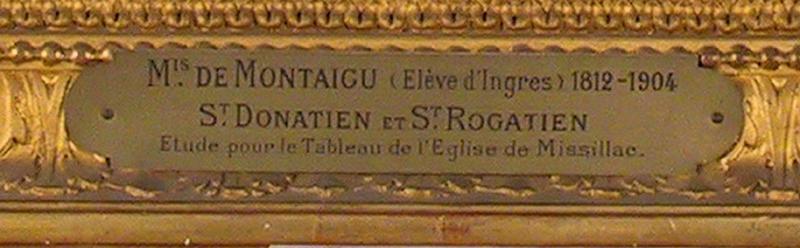 MIS. DE MONTAIGU (Elève d'Ingres) 1812-1904
ST DONATIEN ET ST ROGATIEN
Etude pour le Tableau de l'Eglise de Missillac.